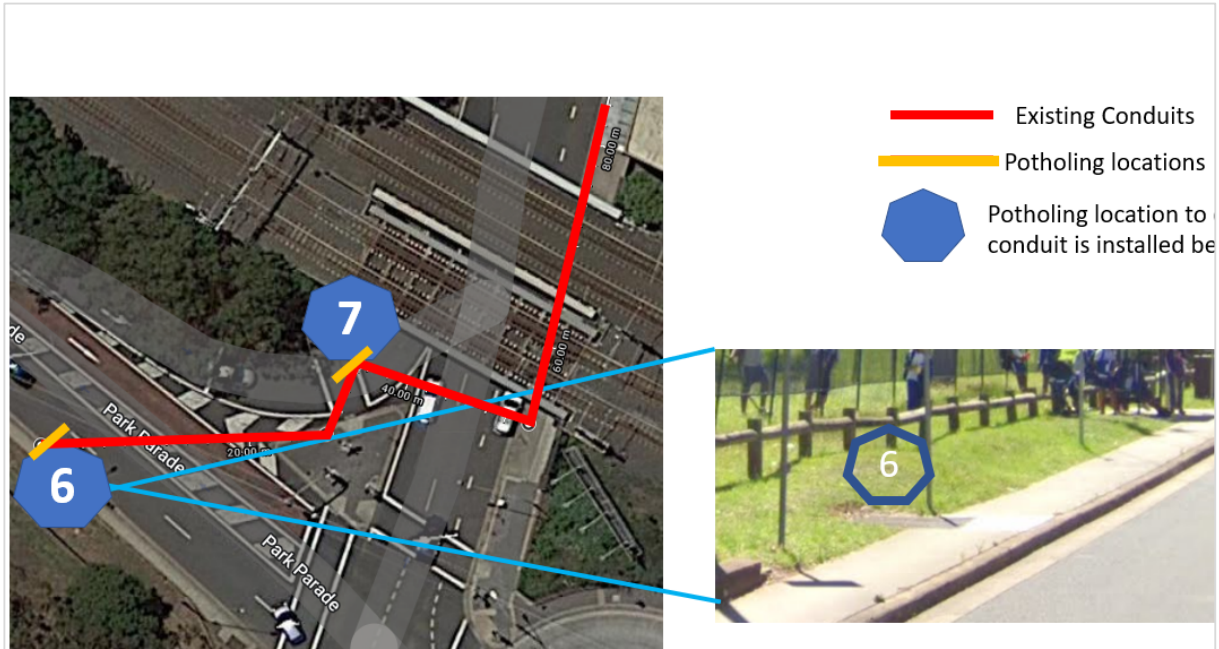 Existing Conduits
Potholing locations
Potholing location to
conduit is installed be
80.00 m
60.00 m
7
40.00 m
de
Park Parade
20.00 m
6
Park Parade
6